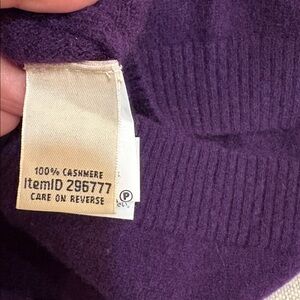 100% CASHMERE
ItemID 296777
CARE ON REVERSE
P